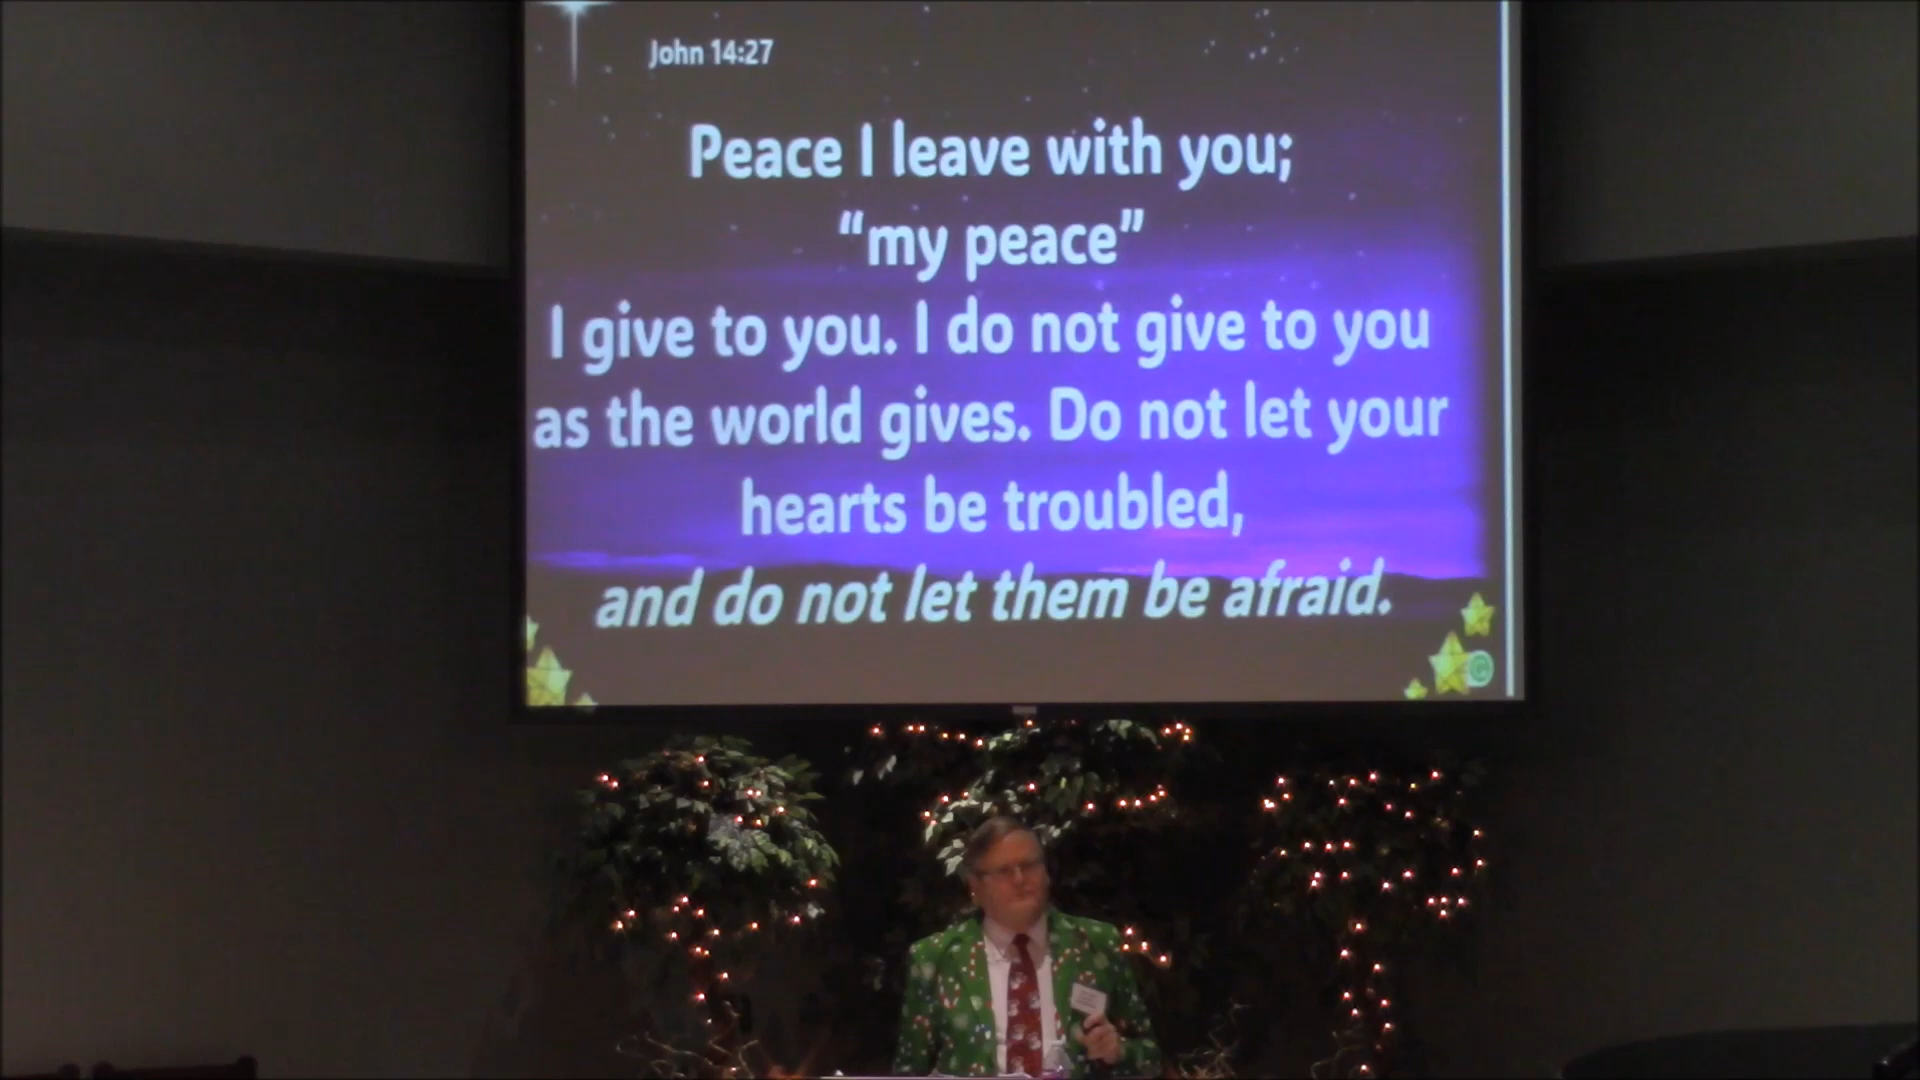 John 14:27
Peace I leave with you;
“my peace”
I give to you. I do not give to you
as the world gives. Do not let your
hearts be troubled,
and do not let them be afraid.